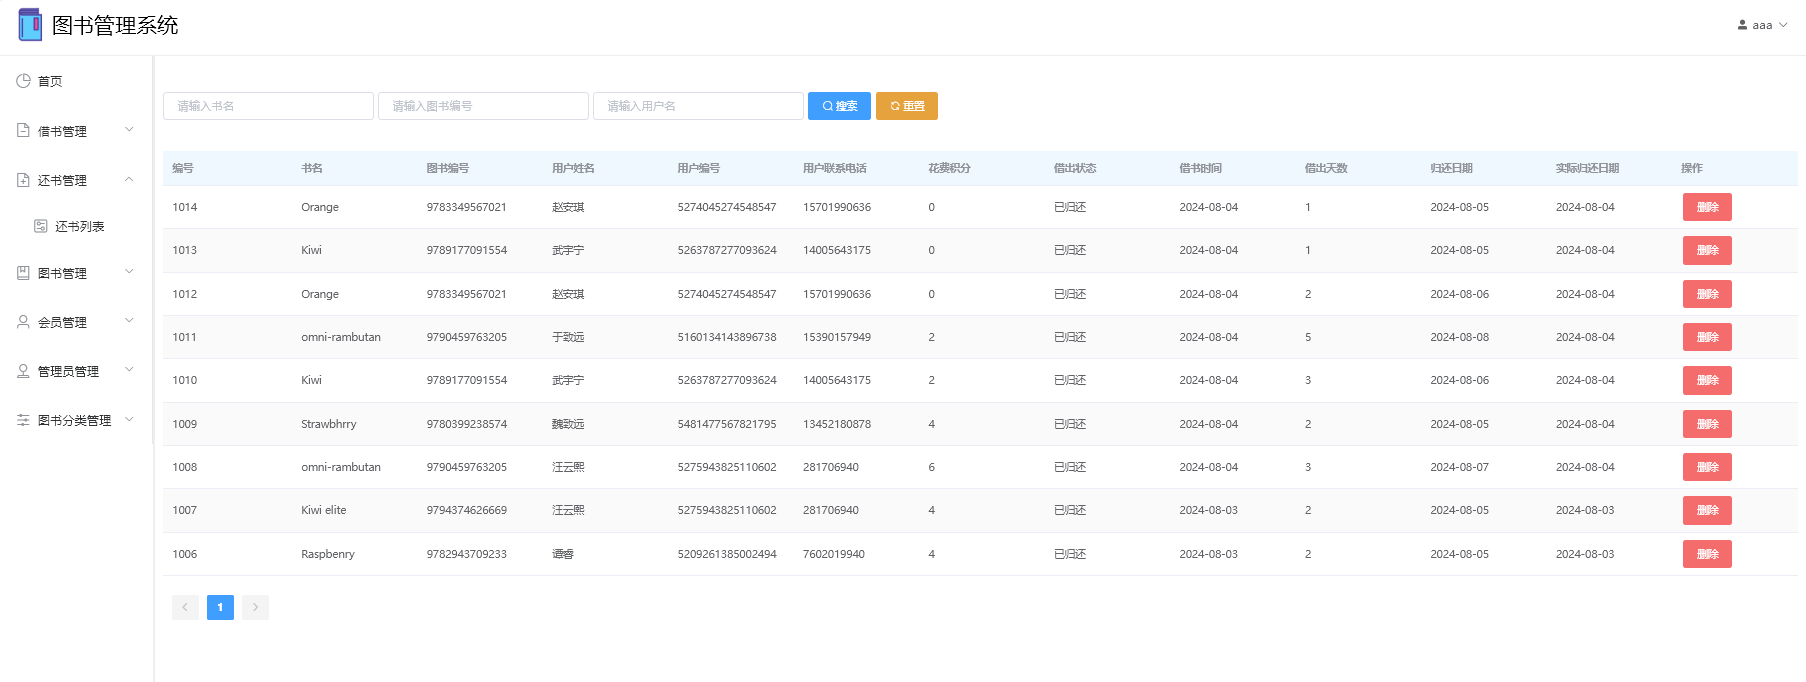 图书管理系统
aaa
首页
借书管理
还书管理
还书列表
图书管理
会员管理
管理员管理
图书分类管理
请输入书名 请输入图书编号 请输入用户名 搜索 重置
编号 书名 图书编号 用户姓名 用户编号 用户联系电话 花费积分 借出状态 借书时间 借出天数 归还日期 实际归还日期 操作
1014 Orange 9783349567021 赵安琪 5274045274548547 15701990636 0 已归还 2024-08-04 1 2024-08-05 2024-08-04 删除
1013 Kiwi 9789177091554 武宇宁 5263787277093624 14005643175 0 已归还 2024-08-04 1 2024-08-05 2024-08-04 删除
1012 Orange 9783349567021 赵安琪 5274045274548547 15701990636 0 已归还 2024-08-04 2 2024-08-06 2024-08-04 删除
1011 omni-rambutan 9790459763205 于致远 5160134143896738 15390157949 2 已归还 2024-08-04 5 2024-08-08 2024-08-04 删除
1010 Kiwi 9789177091554 武宇宁 5263787277093624 14005643175 2 已归还 2024-08-04 3 2024-08-06 2024-08-04 删除
1009 Strawbhrry 9780399238574 魏致远 5481477567821795 13452180878 4 已归还 2024-08-04 2 2024-08-05 2024-08-04 删除
1008 omni-rambutan 9790459763205 汪云熙 5275943825110602 281706940 6 已归还 2024-08-04 3 2024-08-07 2024-08-04 删除
1007 Kiwi elite 9794374626669 汪云熙 5275943825110602 281706940 4 已归还 2024-08-03 2 2024-08-05 2024-08-03 删除
1006 Raspbenry 9782943709233 谭睿 5209261385002494 7602019940 4 已归还 2024-08-03 2 2024-08-05 2024-08-03 删除
1